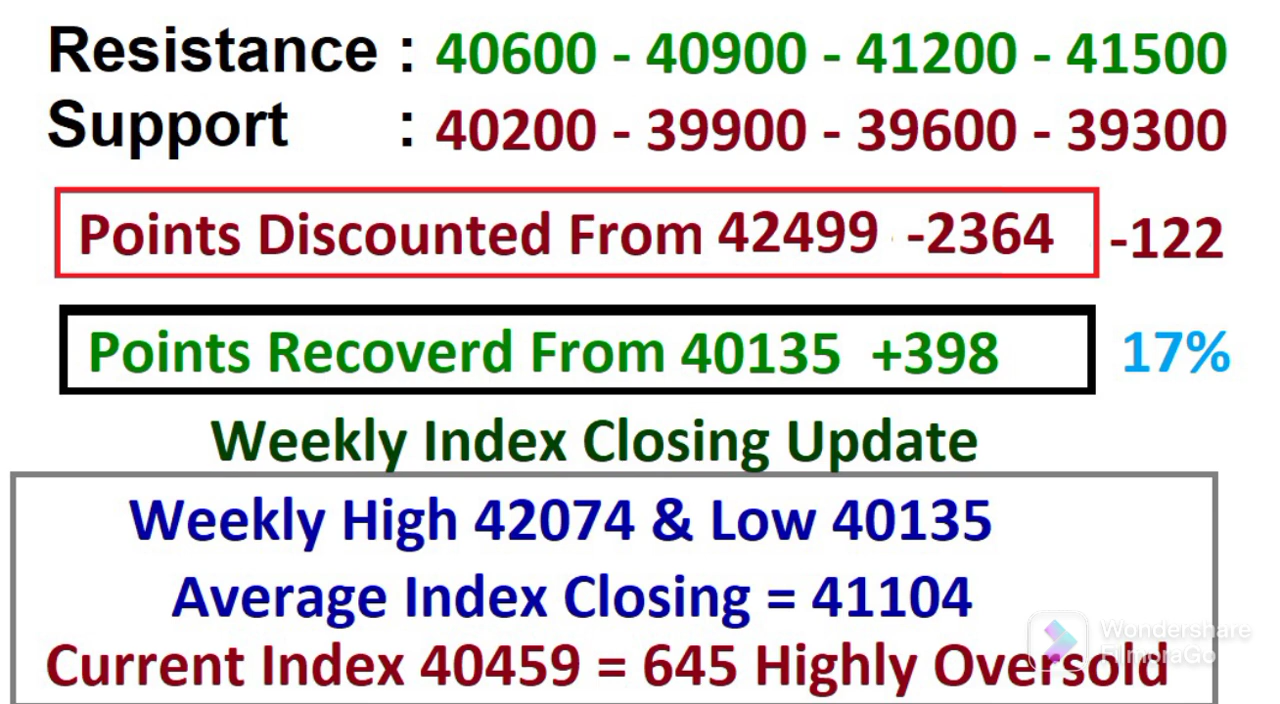 Resistance : 40600 - 40900 - 41200 - 41500
Support : 40200 - 39900 - 39600 - 39300
Points Discounted From 42499 -2364 -122
Points Recoverd From 40135 +398 17%
Weekly Index Closing Update
Weekly High 42074 & Low 40135
Average Index Closing = 41104
Current Index 40459 = 645 Highly Oversold
Wondershare
FilmoraGo